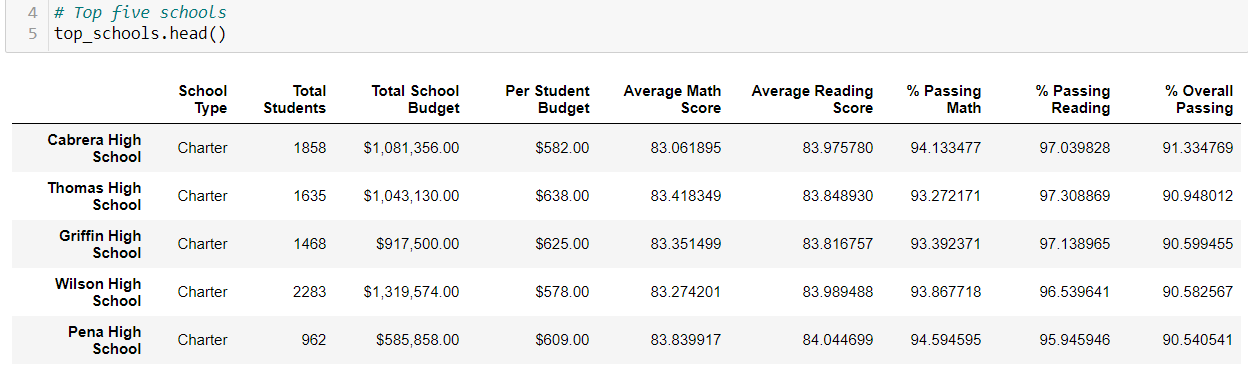 4 # Top five schools
5 top_schools.head()
School Type Total Students Total School Budget Per Student Budget Average Math Score Average Reading Score % Passing Math % Passing Reading % Overall Passing
Cabrera High School Charter 1858 $1,081,356.00 $582.00 83.061895 83.975780 94.133477 97.039828 91.334769
Thomas High School Charter 1635 $1,043,130.00 $638.00 83.418349 83.848930 93.272171 97.308869 90.948012
Griffin High School Charter 1468 $917,500.00 $625.00 83.351499 83.816757 93.392371 97.138965 90.599455
Wilson High School Charter 2283 $1,319,574.00 $578.00 83.274201 83.989488 93.867718 96.539641 90.582567
Pena High School Charter 962 $585,858.00 $609.00 83.839917 84.044699 94.594595 95.945946 90.540541